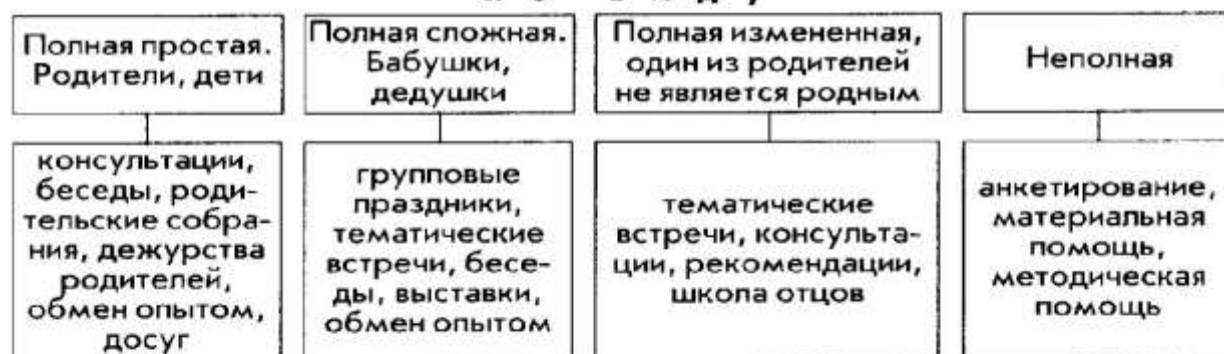 Полная простая.
Родители, дети
Полная сложная.
Бабушки,
дедушки
Полная измененная,
один из родителей
не является родным
Неполная
консультации,
беседы, роди-
тельские собра-
ния, дежурства
родителей,
обмен опытом,
досуг
групповые
праздники,
тематические
встречи, бесе-
ды, выставки,
обмен опытом
тематические
встречи, консульта-
ции, рекомендации,
школа отцов
анкетирование,
материальная
помощь,
методическая
помощь